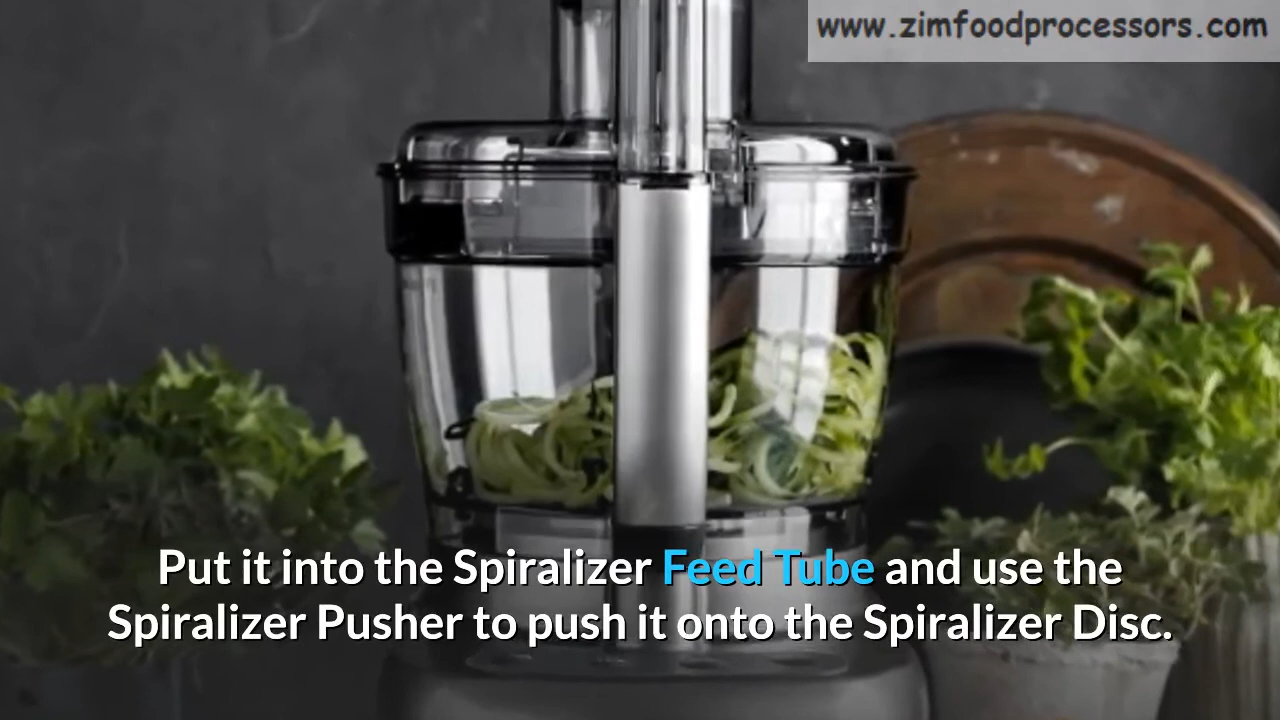 www.zimfoodprocessors.com
Put it into the Spiralizer Feed Tube and use the
Spiralizer Pusher to push it onto the Spiralizer Disc.